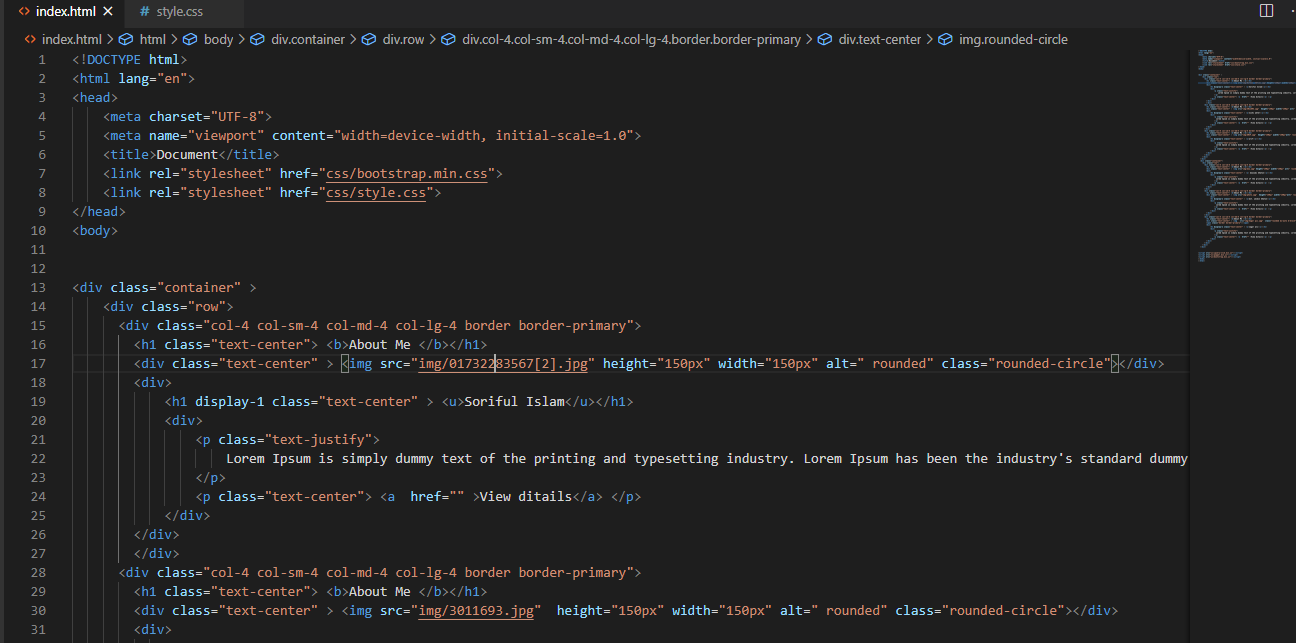 index.html × # style.css
index.html > html > body > div.container > div.row > div.col-4.col-sm-4.col-md-4.col-lg-4.border.border-primary > div.text-center > img.rounded-circle
1 <!DOCTYPE html>
2 <html lang="en">
3 <head>
4 <meta charset="UTF-8">
5 <meta name="viewport" content="width=device-width, initial-scale=1.0">
6 <title>Document</title>
7 <link rel="stylesheet" href="css/bootstrap.min.css">
8 <link rel="stylesheet" href="css/style.css">
9 </head>
10 <body>
11
12
13 <div class="container" >
14 <div class="row">
15 <div class="col-4 col-sm-4 col-md-4 col-lg-4 border border-primary">
16 <h1 class="text-center"> <b>About Me </b></h1>
17 <div class="text-center" > <img src="img/01732283567[2].jpg" height="150px" width="150px" alt=" rounded" class="rounded-circle"></div>
18 <div>
19 <h1 display-1 class="text-center" > <u>Soriful Islam</u></h1>
20 <div>
21 <p class="text-justify">
22 Lorem Ipsum is simply dummy text of the printing and typesetting industry. Lorem Ipsum has been the industry's standard dummy
23 </p>
24 <p class="text-center"> <a  href="" >View ditails</a> </p>
25 </div>
26 </div>
27 </div>
28 <div class="col-4 col-sm-4 col-md-4 col-lg-4 border border-primary">
29 <h1 class="text-center"> <b>About Me </b></h1>
30 <div class="text-center" > <img src="img/3011693.jpg"  height="150px" width="150px" alt=" rounded" class="rounded-circle"></div>
31 <div>